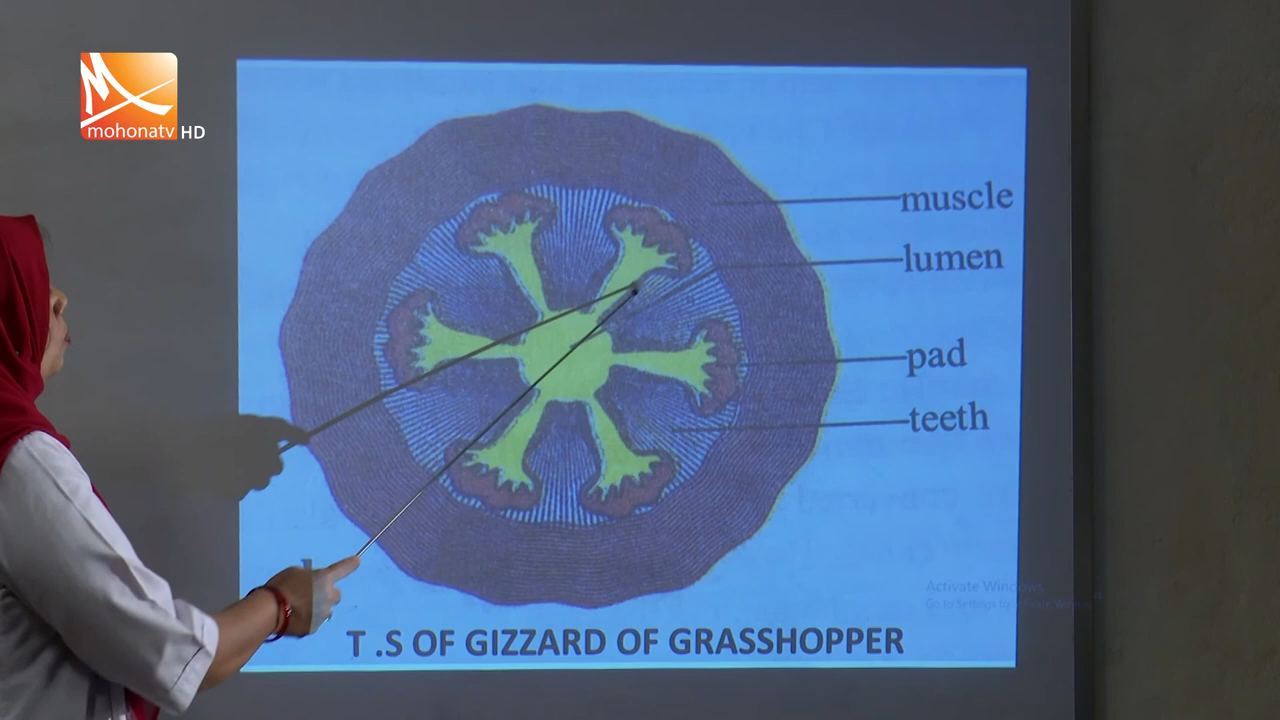 mohonatv HD
muscle
lumen
pad
teeth
Activate Windows
T .S OF GIZZARD OF GRASSHOPPER